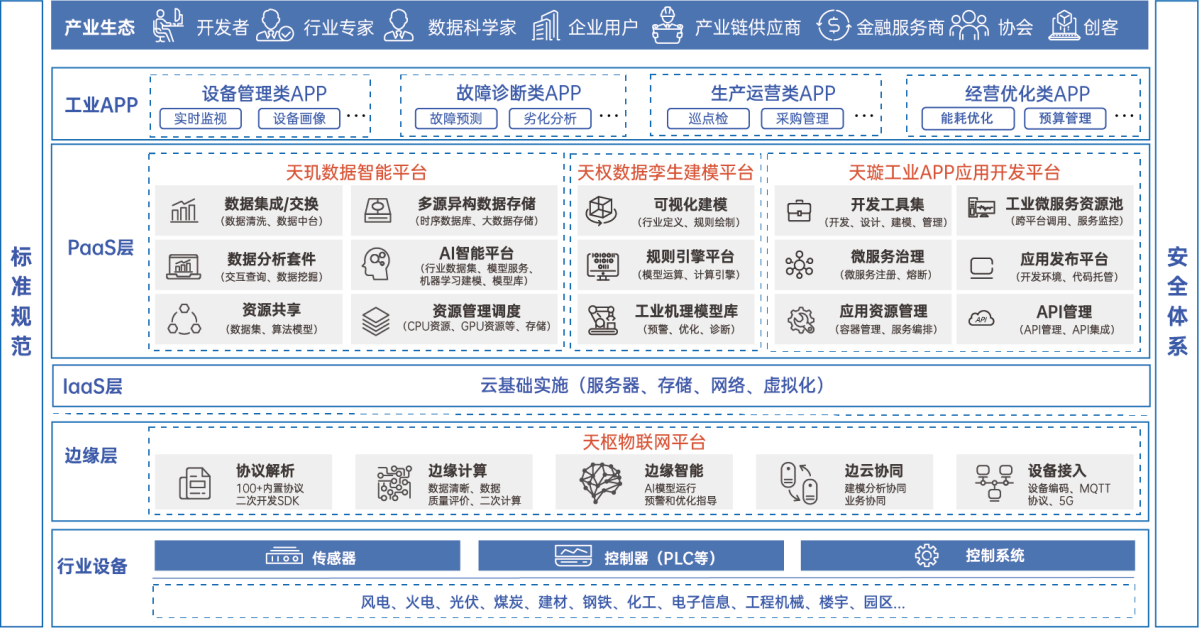 产业生态
开发者
行业专家
数据科学家
企业用户
产业链供应商
金融服务商
协会
创客
标准规范
安全体系
工业APP
设备管理类APP
实时监视
设备画像
...
故障诊断类APP
故障预测
劣化分析
...
生产运营类APP
巡点检
采购管理
...
经营优化类APP
能耗优化
预算管理
...
PaaS层
天玑数据智能平台
数据集成/交换
(数据清洗、数据中台)
多源异构数据存储
(时序数据库、大数据存储)
数据分析套件
(交互查询、数据挖掘)
AI智能平台
(行业数据集、模型服务、
机器学习建模、模型库)
资源共享
(数据集、算法模型)
资源管理调度
(CPU资源、GPU资源等、存储)
天权数据孪生建模平台
可视化建模
(行业定义、规则绘制)
规则引擎平台
(模型运算、计算引擎)
工业机理模型库
(预警、优化、诊断)
天璇工业APP应用开发平台
开发工具集
(开发、设计、建模、管理)
工业微服务资源池
(跨平台调用、服务监控)
微服务治理
(微服务注册、熔断)
应用发布平台
(开发环境、代码托管)
应用资源管理
(容器管理、服务编排)
API
API管理
(API管理、API集成)
IaaS层
云基础实施（服务器、存储、网络、虚拟化）
边缘层
天枢物联网平台
协议解析
100+内置协议
二次开发SDK
边缘计算
数据清晰、数据
质量评价、二次计算
边缘智能
AI模型运行
预警和优化指导
边云协同
建模分析协同
业务协同
设备接入
设备编码、MQTT
协议、5G
行业设备
传感器
控制器（PLC等）
控制系统
风电、火电、光伏、煤炭、建材、钢铁、化工、电子信息、工程机械、楼宇、园区...